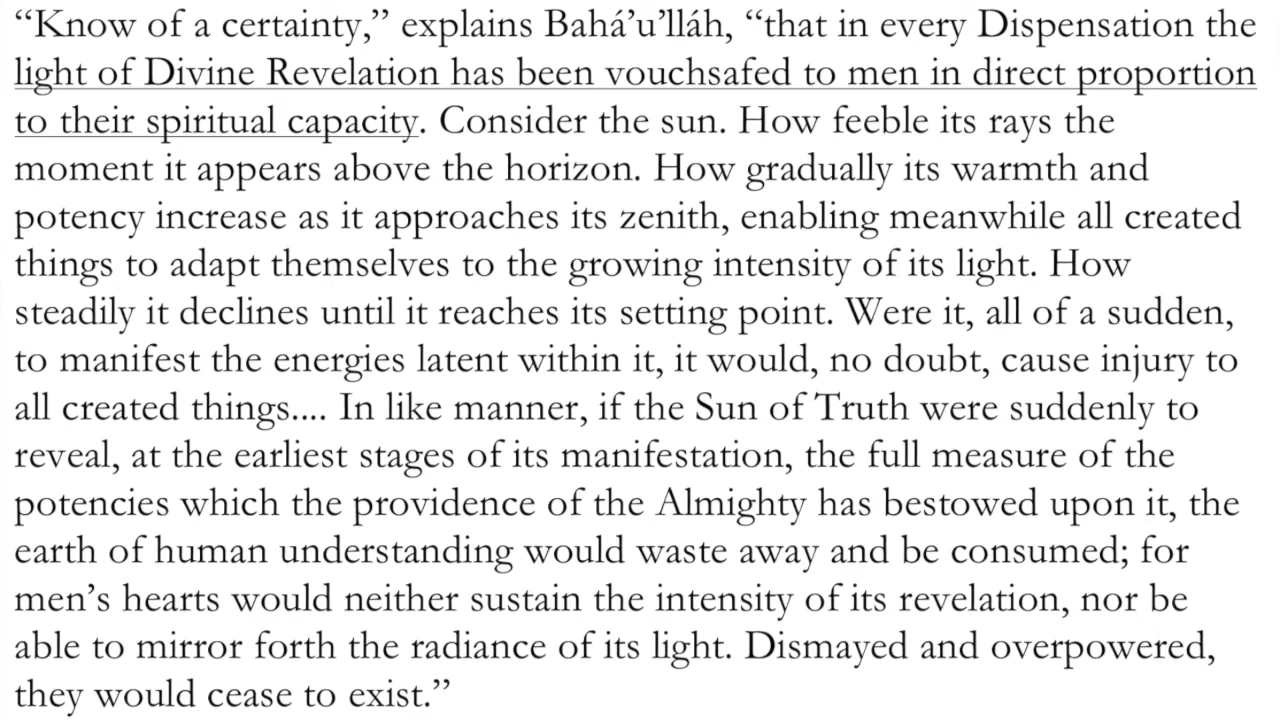 “Know of a certainty,” explains Bahá’u’lláh, “that in every Dispensation the
light of Divine Revelation has been vouchsafed to men in direct proportion
to their spiritual capacity. Consider the sun. How feeble its rays the
moment it appears above the horizon. How gradually its warmth and
potency increase as it approaches its zenith, enabling meanwhile all created
things to adapt themselves to the growing intensity of its light. How
steadily it declines until it reaches its setting point. Were it, all of a sudden,
to manifest the energies latent within it, it would, no doubt, cause injury to
all created things.... In like manner, if the Sun of Truth were suddenly to
reveal, at the earliest stages of its manifestation, the full measure of the
potencies which the providence of the Almighty has bestowed upon it, the
earth of human understanding would waste away and be consumed; for
men’s hearts would neither sustain the intensity of its revelation, nor be
able to mirror forth the radiance of its light. Dismayed and overpowered,
they would cease to exist.”